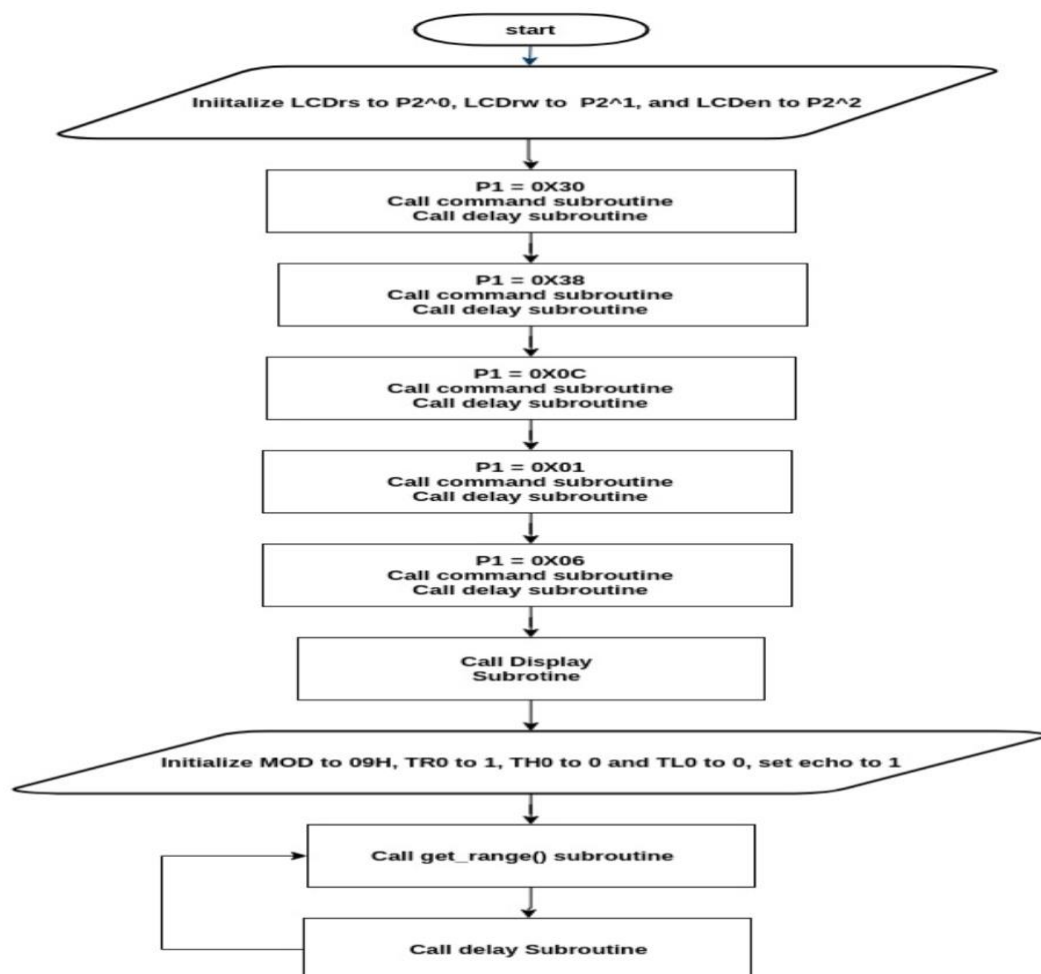 start
Iniitalize LCDrs to P2^0, LCDrw to P2^1, and LCDen to P2^2
P1 = 0X30
Call command subroutine
Call delay subroutine
P1 = 0X38
Call command subroutine
Call delay subroutine
P1 = 0X0C
Call command subroutine
Call delay subroutine
P1 = 0X01
Call command subroutine
Call delay subroutine
P1 = 0X06
Call command subroutine
Call delay subroutine
Call Display
Subrotine
Initialize MOD to 09H, TR0 to 1, TH0 to 0 and TL0 to 0, set echo to 1
Call get_range() subroutine
Call delay Subroutine